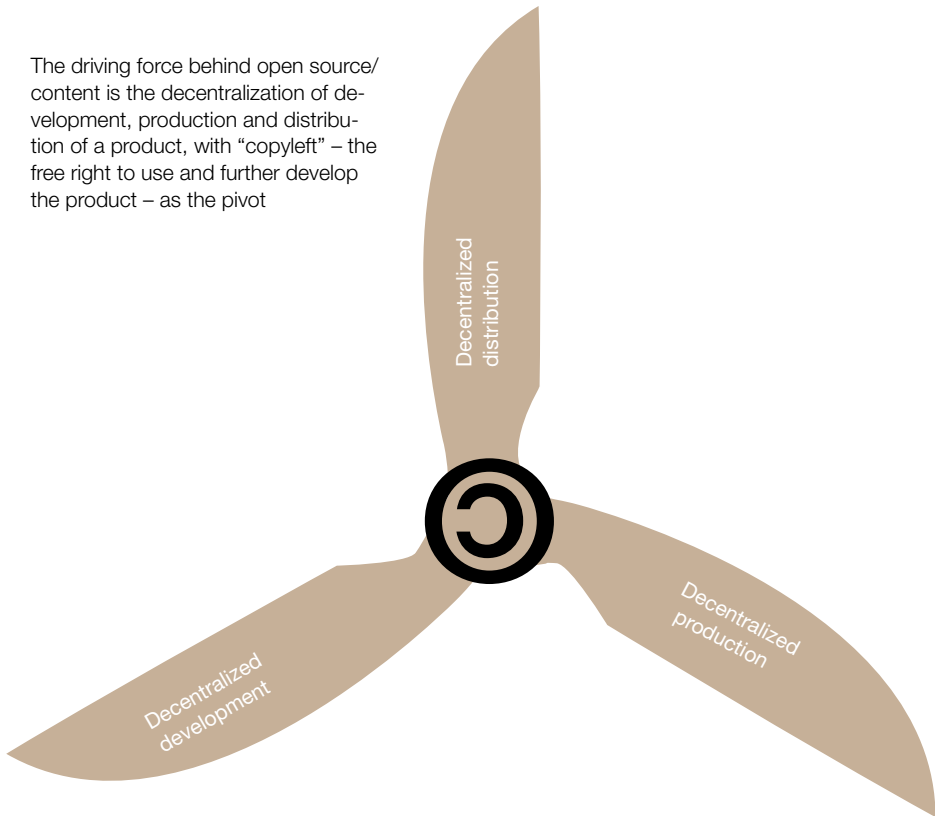 The driving force behind open source/
content is the decentralization of de-
velopment, production and distribu-
tion of a product, with “copyleft” – the
free right to use and further develop
the product – as the pivot
Decentralized
distribution
Decentralized
production
Decentralized
development